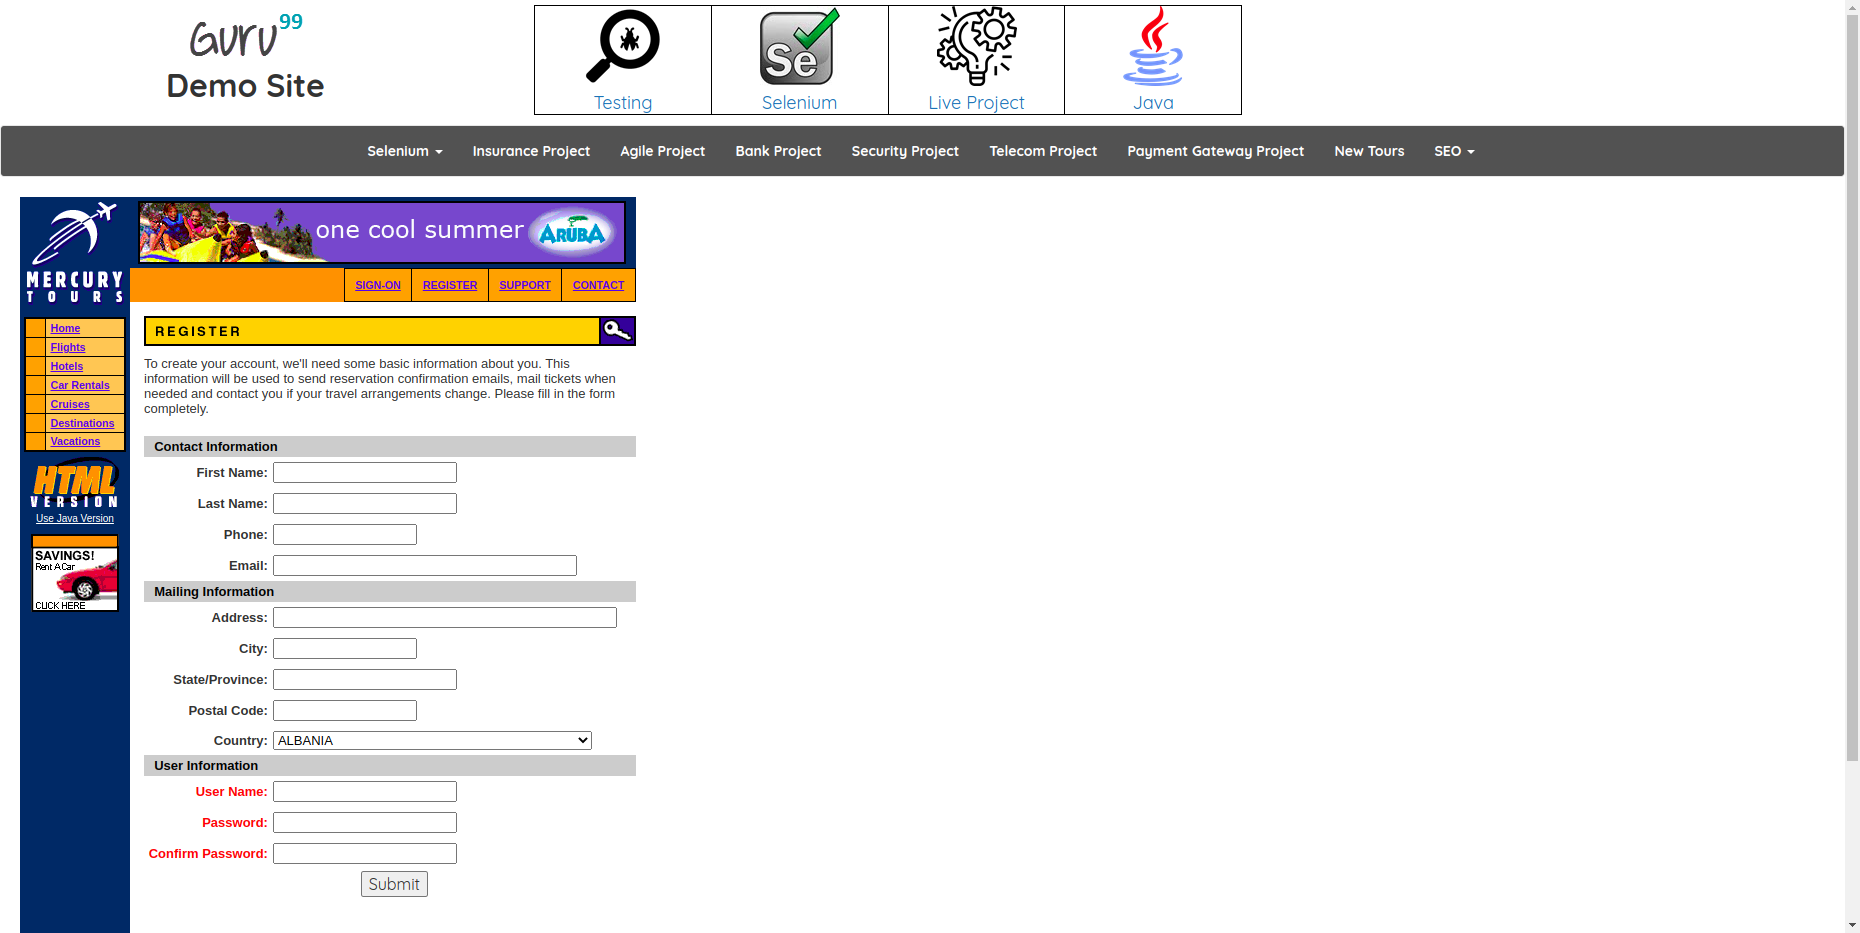 Guru99
Demo Site
Testing
Se
Selenium
Live Project
Java
Selenium
Insurance Project
Agile Project
Bank Project
Security Project
Telecom Project
Payment Gateway Project
New Tours
SEO
MERCURY
TOURS
one cool summer
ARUBA
SIGN-ON
REGISTER
SUPPORT
CONTACT
Home
Flights
Hotels
Car Rentals
Cruises
Destinations
Vacations
HTML
VERSION
Use Java Version
SAVINGS!
Rent A Car
CLICK HERE
REGISTER
To create your account, we'll need some basic information about you. This
information will be used to send reservation confirmation emails, mail tickets when
needed and contact you if your travel arrangements change. Please fill in the form
completely.
Contact Information
First Name:
Last Name:
Phone:
Email:
Mailing Information
Address:
City:
State/Province:
Postal Code:
Country: ALBANIA
User Information
User Name:
Password:
Confirm Password:
Submit